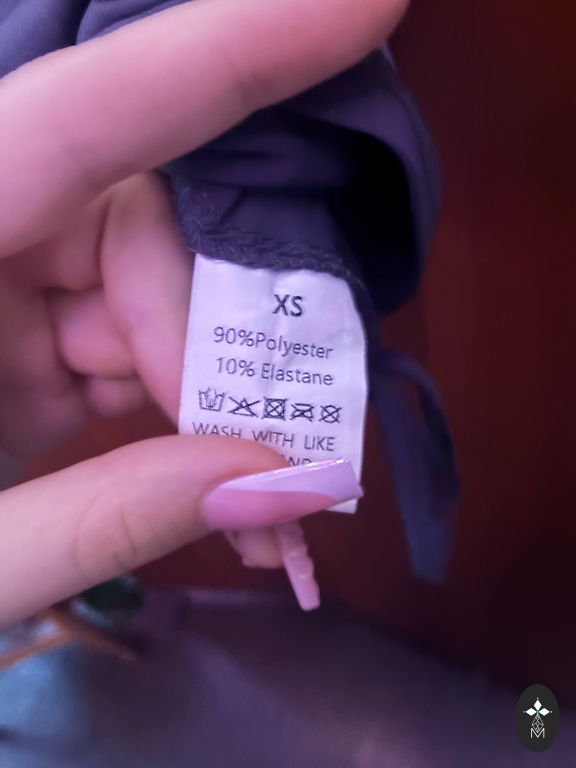 XS
90%Polyester
10% Elastane
WASH WITH LIKE